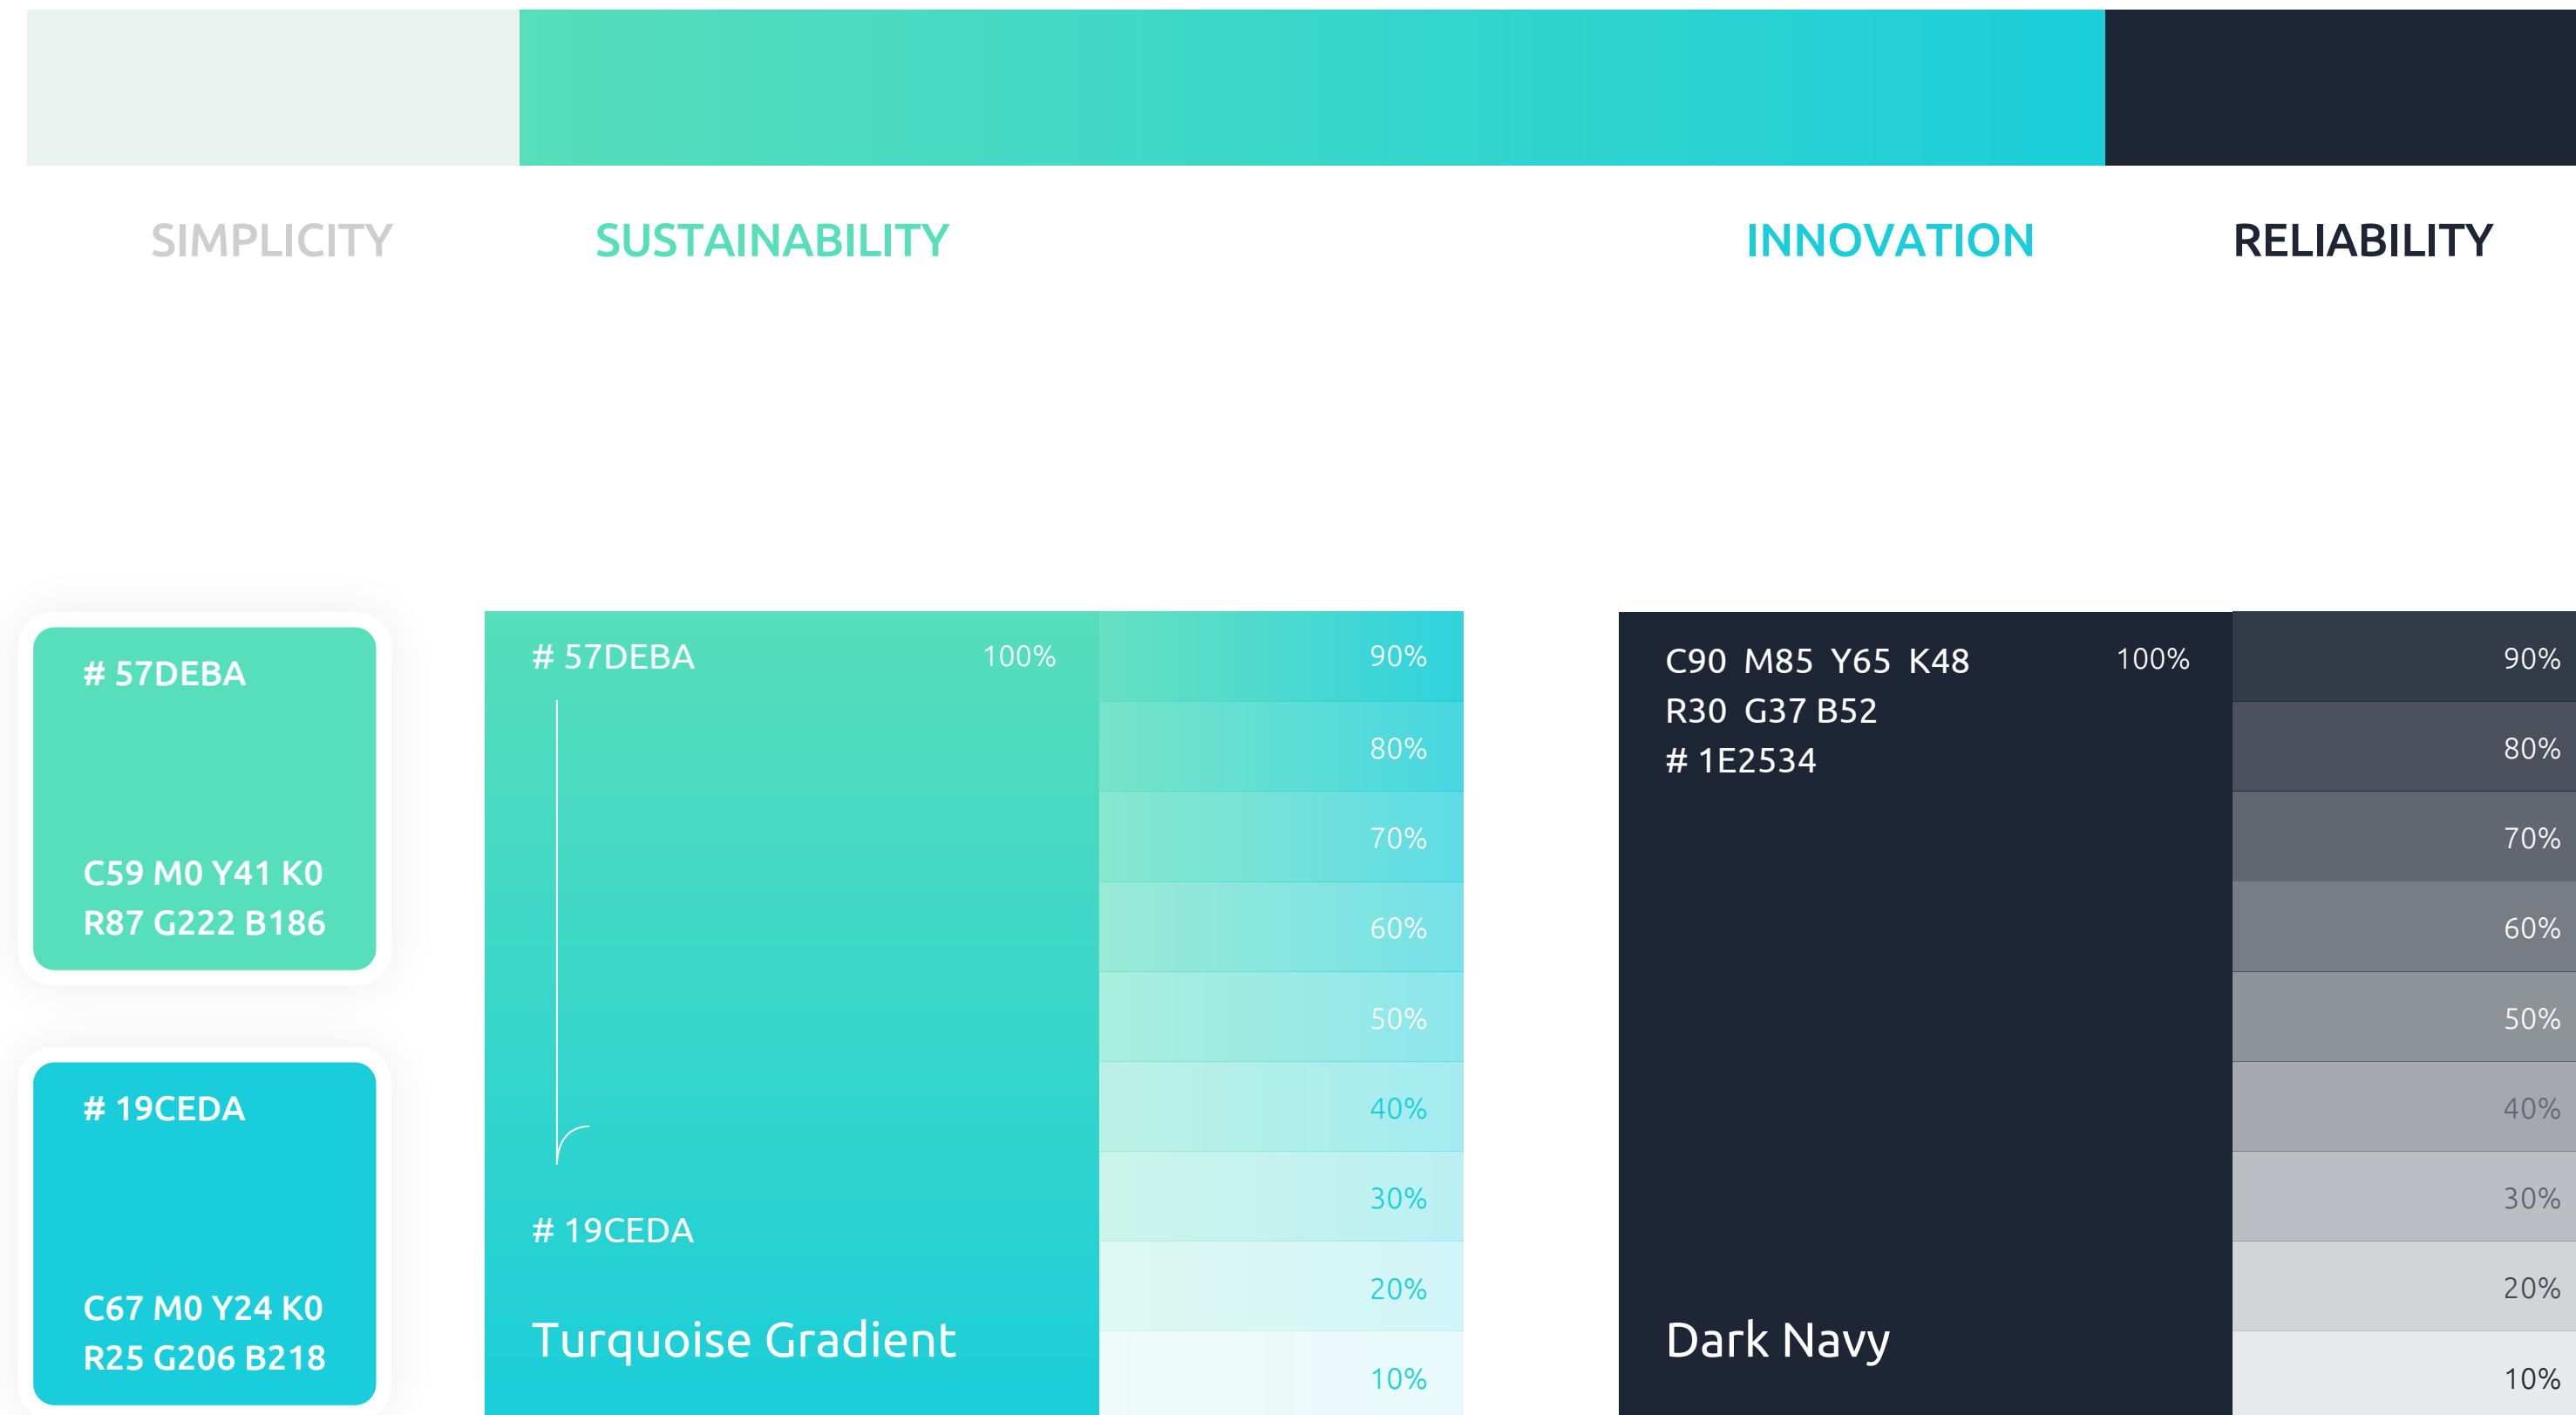 SIMPLICITY
SUSTAINABILITY
INNOVATION
RELIABILITY
# 57DEBA
C59 M0 Y41 K0
R87 G222 B186
# 19CEDA
C67 M0 Y24 K0
R25 G206 B218
# 57DEBA 100%
# 19CEDA
Turquoise Gradient
90%
80%
70%
60%
50%
40%
30%
20%
10%
C90 M85 Y65 K48 100%
R30 G37 B52
# 1E2534
Dark Navy
90%
80%
70%
60%
50%
40%
30%
20%
10%